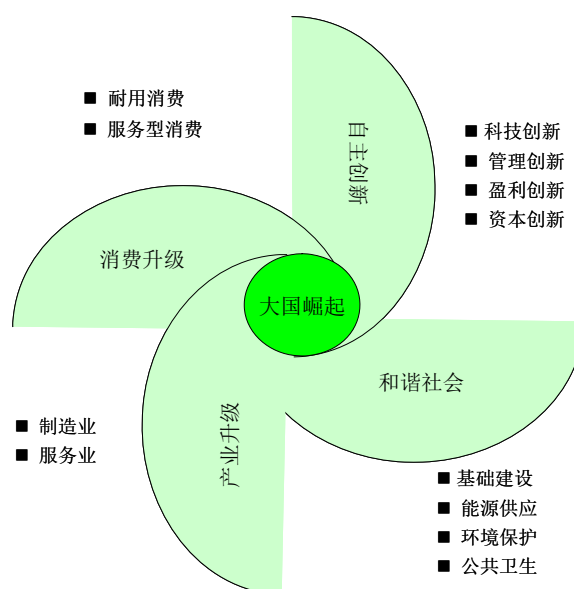 ■ 耐用消费
■ 服务型消费
自主创新
■ 科技创新
■ 管理创新
■ 盈利创新
■ 资本创新
消费升级
大国崛起
和谐社会
产业升级
■ 制造业
■ 服务业
■ 基础建设
■ 能源供应
■ 环境保护
■ 公共卫生